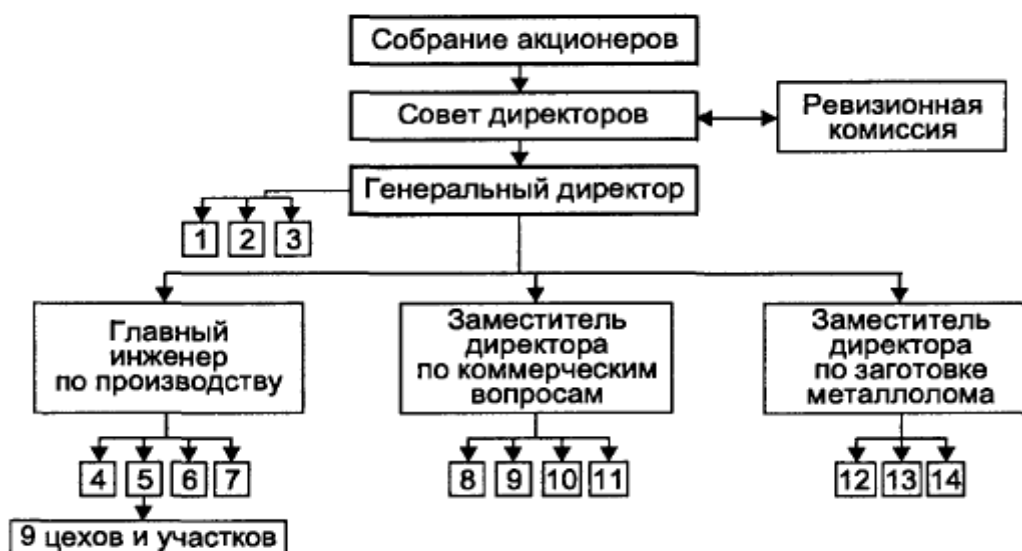 Собрание акционеров
Совет директоров
Ревизионная
комиссия
Генеральный директор
1 2 3
Главный
инженер
по производству
Заместитель
директора
по коммерческим
вопросам
Заместитель
директора
по заготовке
металлолома
4 5 6 7
8 9 10 11
12 13 14
9 цехов и участков